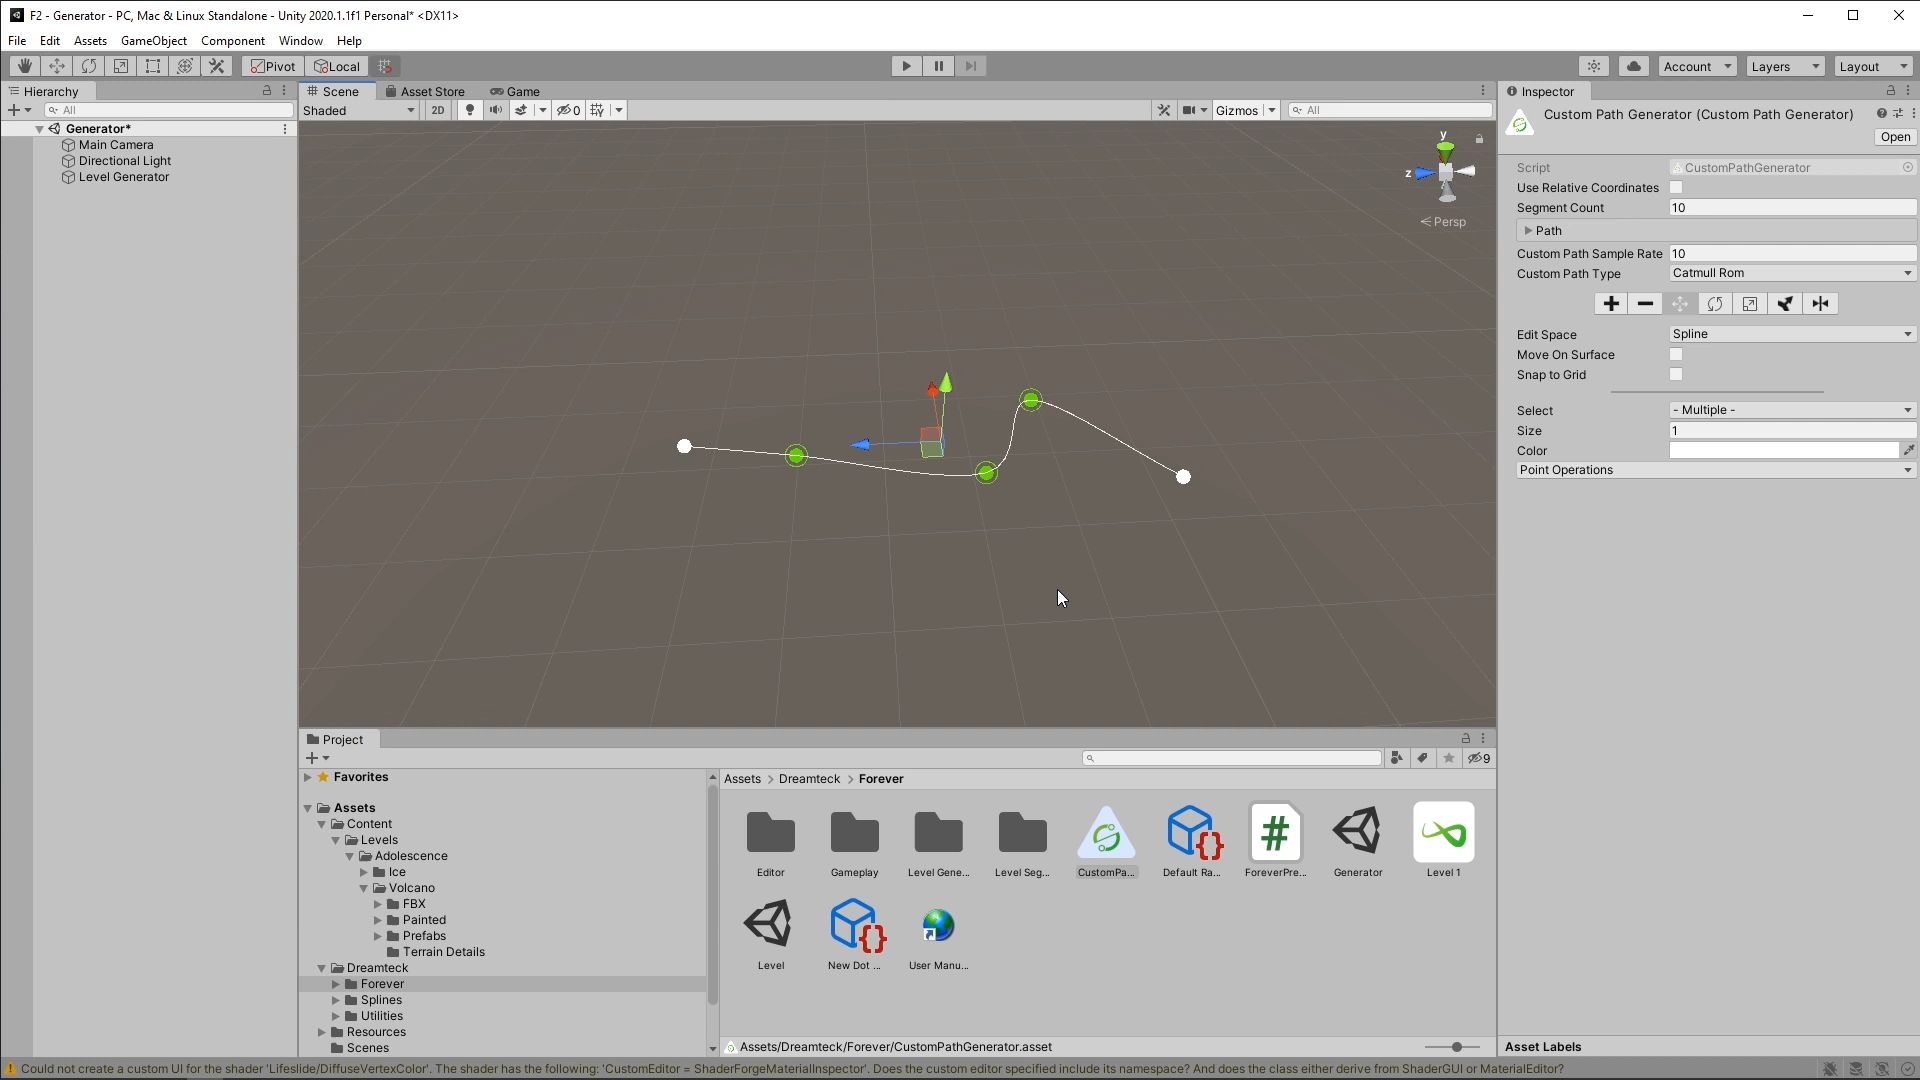 F2 - Generator - PC, Mac & Linux Standalone - Unity 2020.1.1f1 Personal* <DX11>
File Edit Assets GameObject Component Window Help
Pivot Local Account Layers Layout
Hierarchy
All
Generator*
Main Camera
Directional Light
Level Generator
Scene Asset Store Game
Shaded 2D 0 Gizmos All
y
z
Persp
Inspector
Custom Path Generator (Custom Path Generator)
Open
Script CustomPathGenerator
Use Relative Coordinates
Segment Count 10
Path
Custom Path Sample Rate 10
Custom Path Type Catmull Rom
Edit Space Spline
Move On Surface
Snap to Grid
Select - Multiple -
Size 1
Color
Point Operations
Project
9
Favorites
Assets
Content
Levels
Adolescence
Ice
Volcano
FBX
Painted
Prefabs
Terrain Details
Dreamteck
Forever
Splines
Utilities
Resources
Scenes
Assets > Dreamteck > Forever
Editor Gameplay Level Gene... Level Seg... CustomPa... Default Ra... ForeverPre... Generator Level 1
Level New Dot ... User Manu...
Assets/Dreamteck/Forever/CustomPathGenerator.asset
Asset Labels
Could not create a custom UI for the shader 'Lifeslide/DiffuseVertexColor'. The shader has the following: 'CustomEditor = ShaderForgeMaterialInspector'. Does the custom editor specified include its namespace? And does the class either derive from ShaderGUI or MaterialEditor?